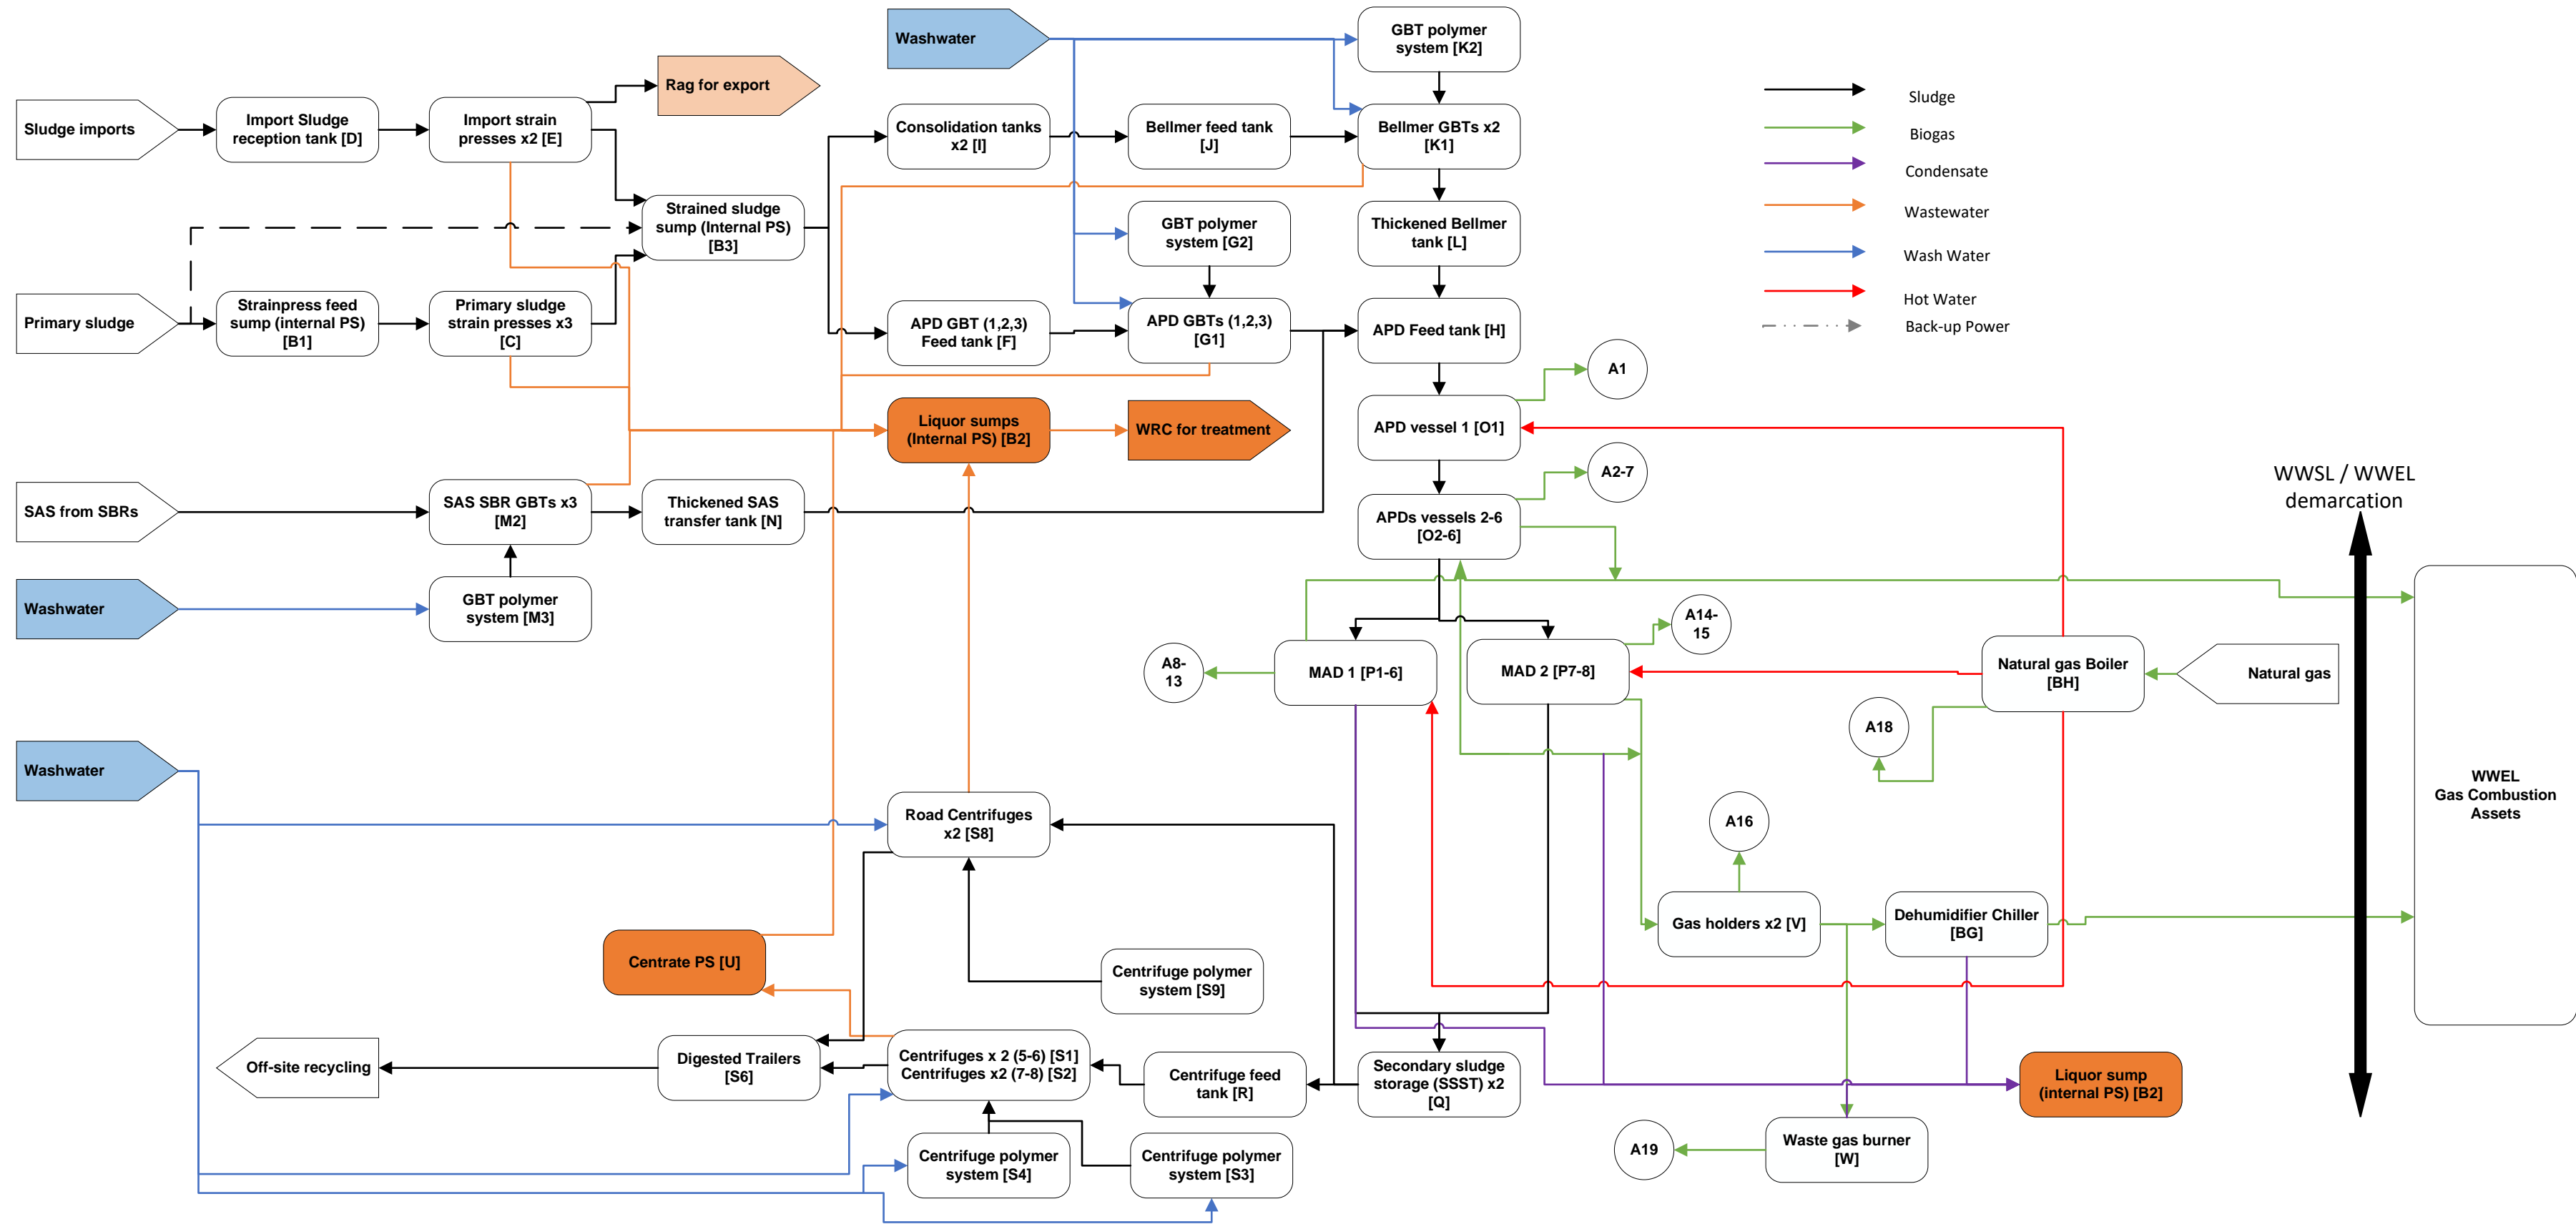 Washwater
GBT polymer
system [K2]
Rag for export
Sludge imports
Import Sludge
reception tank [D]
Import strain
presses x2 [E]
Consolidation tanks
x2 [I]
Bellmer feed tank
[J]
Bellmer GBTs x2
[K1]
Sludge
Biogas
Condensate
Wastewater
Wash Water
Hot Water
Back-up Power
Strained sludge
sump (Internal PS)
[B3]
GBT polymer
system [G2]
Thickened Bellmer
tank [L]
Primary sludge
Strainpress feed
sump (internal PS)
[B1]
Primary sludge
strain presses x3
[C]
APD GBT (1,2,3)
Feed tank [F]
APD GBTs (1,2,3)
[G1]
APD Feed tank [H]
A1
Liquor sumps
(Internal PS) [B2]
WRC for treatment
APD vessel 1 [O1]
A2-7
WWSL / WWEL
demarcation
SAS from SBRs
SAS SBR GBTs x3
[M2]
Thickened SAS
transfer tank [N]
APDs vessels 2-6
[O2-6]
Washwater
GBT polymer
system [M3]
A14-
15
A8-
13
MAD 1 [P1-6]
MAD 2 [P7-8]
Natural gas Boiler
[BH]
Natural gas
A18
Washwater
WWEL
Gas Combustion
Assets
Road Centrifuges
x2 [S8]
A16
Gas holders x2 [V]
Dehumidifier Chiller
[BG]
Centrate PS [U]
Centrifuge polymer
system [S9]
Off-site recycling
Digested Trailers
[S6]
Centrifuges x 2 (5-6) [S1]
Centrifuges x2 (7-8) [S2]
Centrifuge feed
tank [R]
Secondary sludge
storage (SSST) x2
[Q]
Liquor sump
(internal PS) [B2]
Centrifuge polymer
system [S4]
Centrifuge polymer
system [S3]
A19
Waste gas burner
[W]